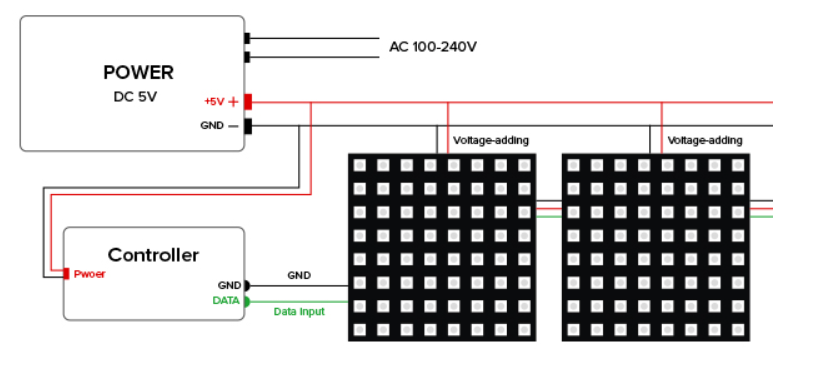 POWER
DC 5V
+5V +
GND —
AC 100-240V
Voltage-adding
Voltage-adding
Controller
Pwoer
GND
DATA
GND
Data Input